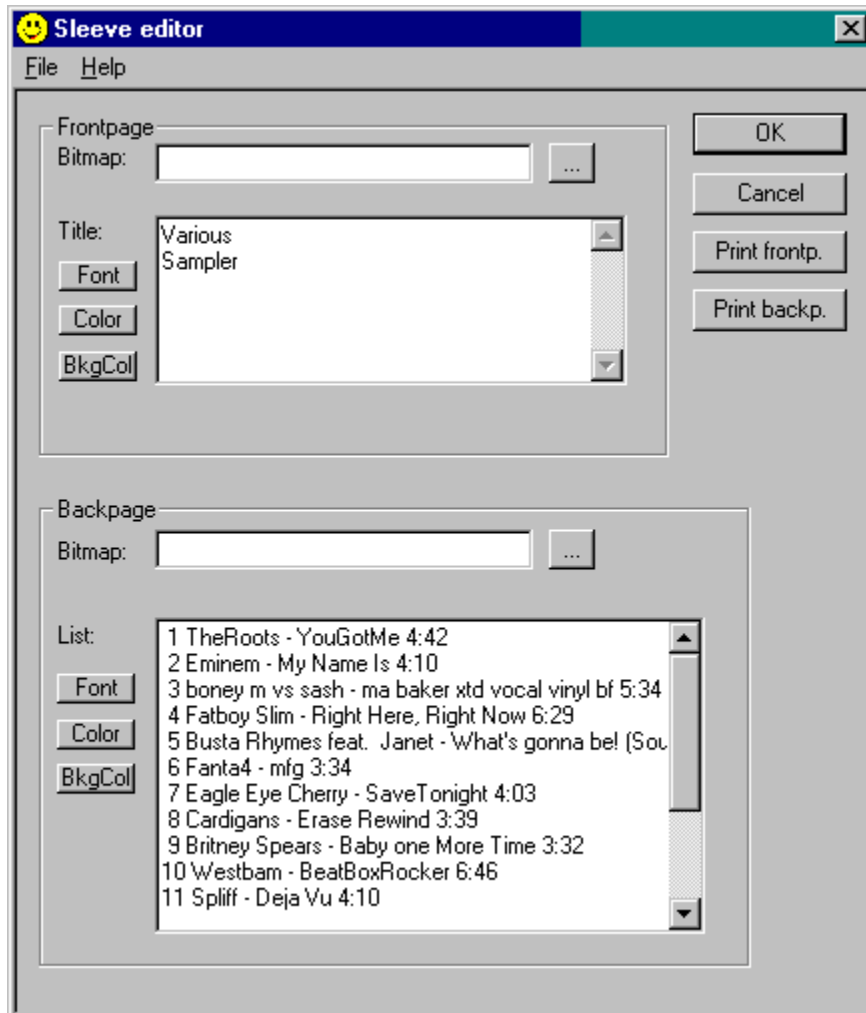 Sleeve editor
File Help
Frontpage
Bitmap:
...
Title:
Various
Sampler
Font
Color
BkgCol
OK
Cancel
Print frontp.
Print backp.
Backpage
Bitmap:
...
List:
1 TheRoots - YouGotMe 4:42
2 Eminem - My Name Is 4:10
3 boney m vs sash - ma baker xtd vocal vinyl bf 5:34
4 Fatboy Slim - Right Here, Right Now 6:29
5 Busta Rhymes feat.  Janet - What's gonna be! (Sou
6 Fanta4 - mfg 3:34
7 Eagle Eye Cherry - SaveTonight 4:03
8 Cardigans - Erase Rewind 3:39
9 Britney Spears - Baby one More Time 3:32
10 Westbam - BeatBoxRocker 6:46
11 Spliff - Deja Vu 4:10
Font
Color
BkgCol